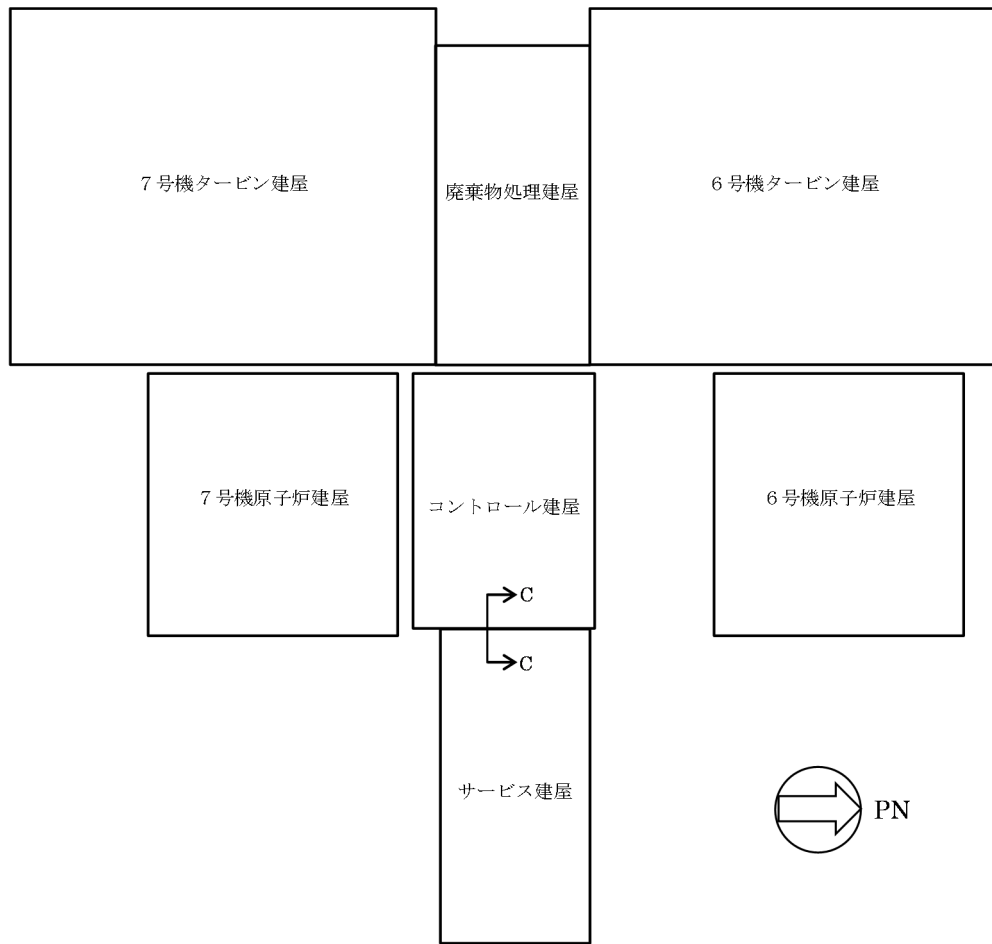 ７号機タービン建屋
廃棄物処理建屋
６号機タービン建屋
７号機原子炉建屋
コントロール建屋
６号機原子炉建屋
C
C
サービス建屋
PN